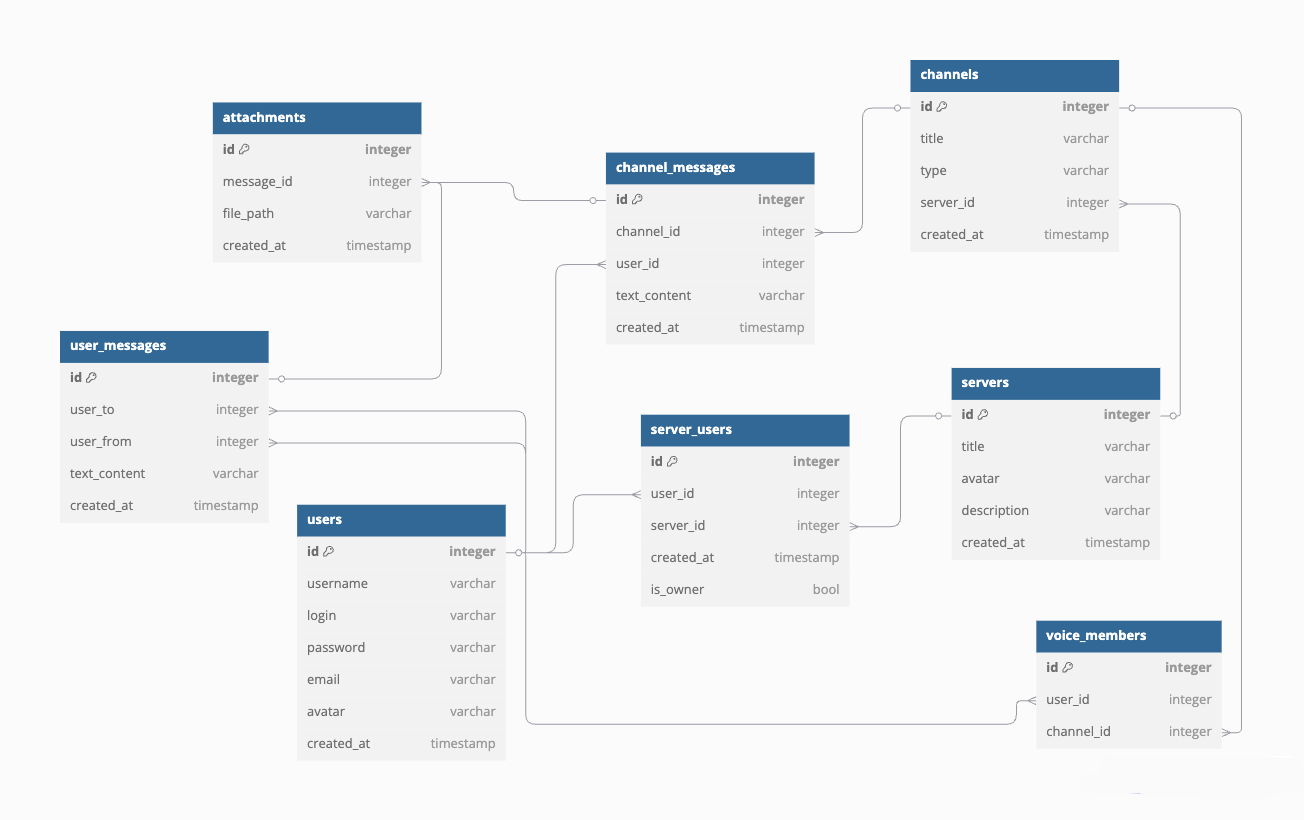 channels
id integer
title varchar
type varchar
server_id integer
created_at timestamp
attachments
id integer
message_id integer
file_path varchar
created_at timestamp
channel_messages
id integer
channel_id integer
user_id integer
text_content varchar
created_at timestamp
user_messages
id integer
user_to integer
user_from integer
text_content varchar
created_at timestamp
servers
id integer
title varchar
avatar varchar
description varchar
created_at timestamp
server_users
id integer
user_id integer
server_id integer
created_at timestamp
is_owner bool
users
id integer
username varchar
login varchar
password varchar
email varchar
avatar varchar
created_at timestamp
voice_members
id integer
user_id integer
channel_id integer